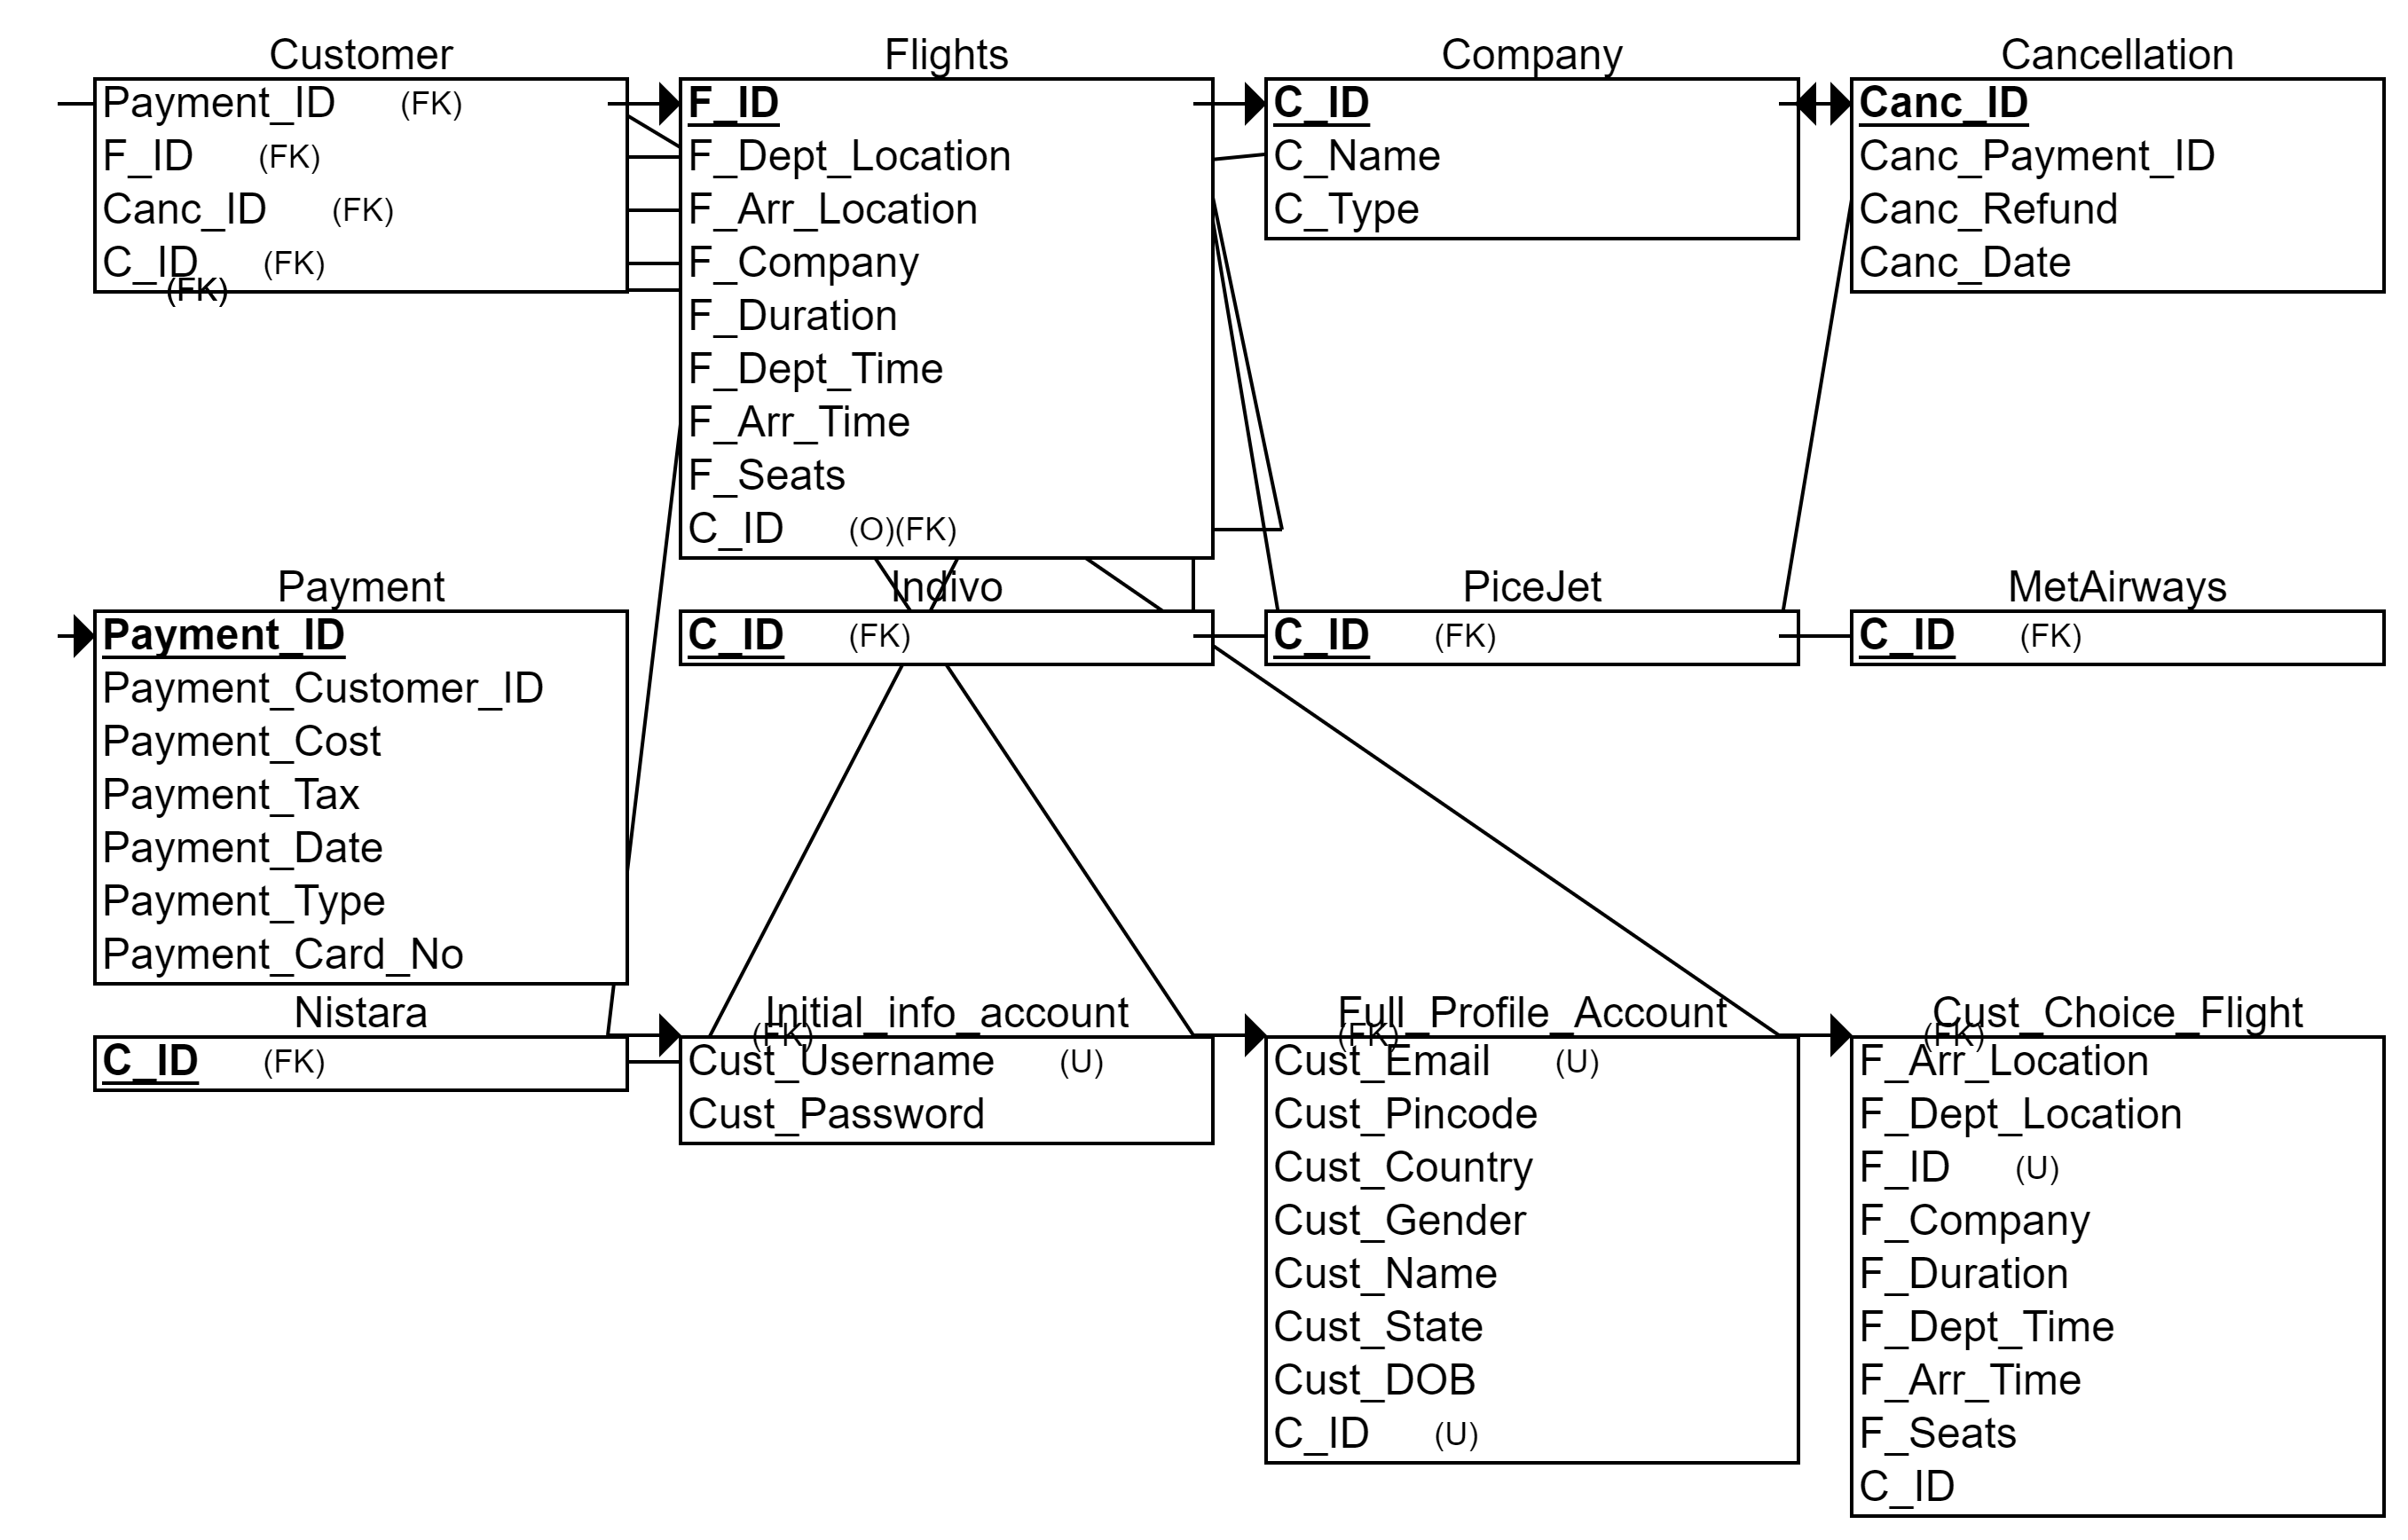 Customer
Payment_ID (FK)
F_ID (FK)
Canc_ID (FK)
C_ID (FK)
(FK)
Flights
F_ID
F_Dept_Location
F_Arr_Location
F_Company
F_Duration
F_Dept_Time
F_Arr_Time
F_Seats
C_ID (O)(FK)
Company
C_ID
C_Name
C_Type
Cancellation
Canc_ID
Canc_Payment_ID
Canc_Refund
Canc_Date
Payment
Payment_ID
Payment_Customer_ID
Payment_Cost
Payment_Tax
Payment_Date
Payment_Type
Payment_Card_No
Indivo
C_ID (FK)
PiceJet
C_ID (FK)
MetAirways
C_ID (FK)
Nistara
C_ID (FK)
Initial_info_account
(FK)
Cust_Username (U)
Cust_Password
Full_Profile_Account
(FK)
Cust_Email (U)
Cust_Pincode
Cust_Country
Cust_Gender
Cust_Name
Cust_State
Cust_DOB
C_ID (U)
Cust_Choice_Flight
(FK)
F_Arr_Location
F_Dept_Location
F_ID (U)
F_Company
F_Duration
F_Dept_Time
F_Arr_Time
F_Seats
C_ID